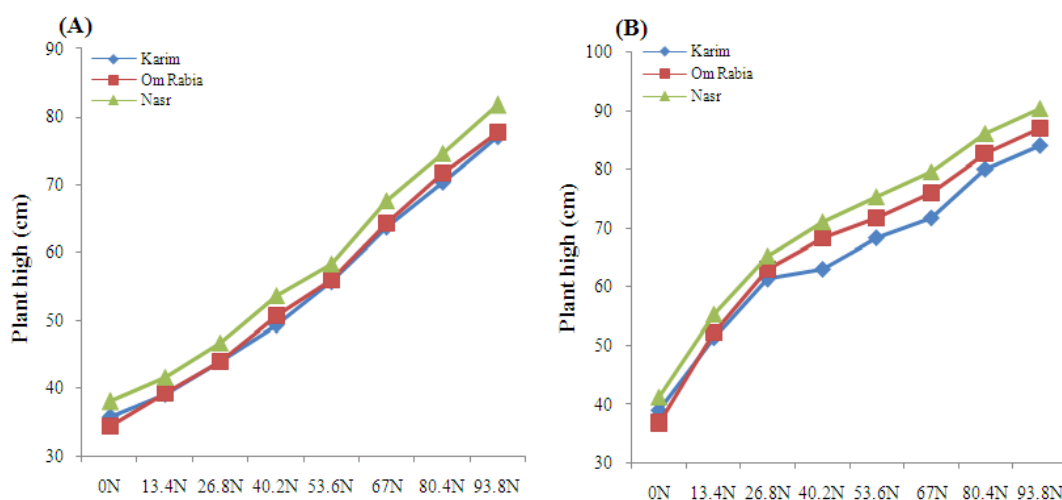 (A)
90
80
70
60
50
40
30
Plant high (cm)
Karim
Om Rabia
Nasr
0N 13.4N 26.8N 40.2N 53.6N 67N 80.4N 93.8N
(B)
100
90
80
70
60
50
40
30
Plant high (cm)
Karim
Om Rabia
Nasr
0N 13.4N 26.8N 40.2N 53.6N 67N 80.4N 93.8N